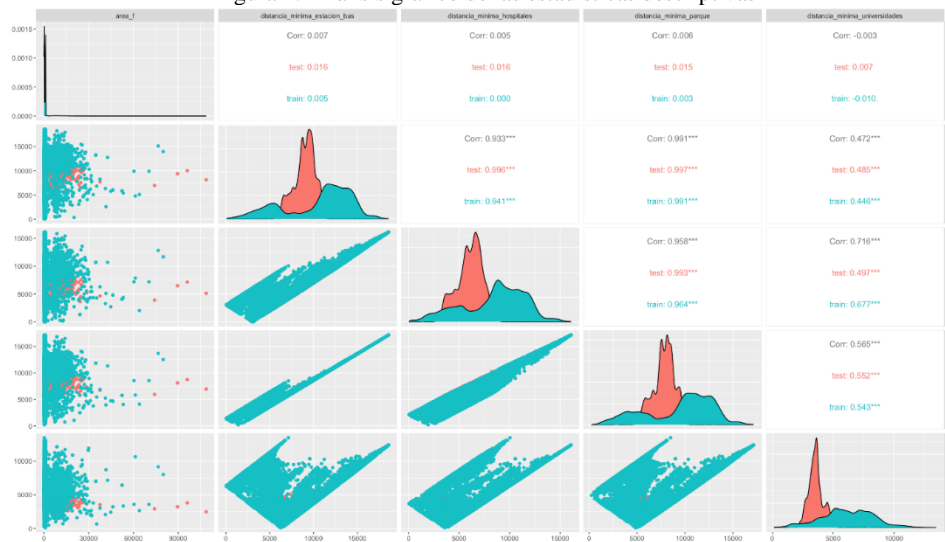 area_f distancia_minima_estacion_bus distancia_minima_hospitales distancia_minima_parque distancia_minima_universidades
0.0015 Corr: 0.007 Corr: 0.005 Corr: 0.006 Corr: -0.003
0.0010 test: 0.016 test: 0.016 test: 0.015 test: 0.007
0.0005 train: 0.005 train: 0.000 train: 0.003 train: -0.010.
0.0000
15000 Corr: 0.933*** Corr: 0.991*** Corr: 0.472***
10000 test: 0.996*** test: 0.997*** test: 0.485***
5000 train: 0.941*** train: 0.991*** train: 0.446***
0
15000 Corr: 0.958*** Corr: 0.716***
10000 test: 0.993*** test: 0.497***
5000 train: 0.964*** train: 0.677***
0
15000 Corr: 0.565***
10000 test: 0.552***
5000 train: 0.543***
0
10000
5000
0
0 30000 60000 90000 0 5000 10000 15000 0 5000 10000 15000 0 5000 10000 15000 0 5000 10000